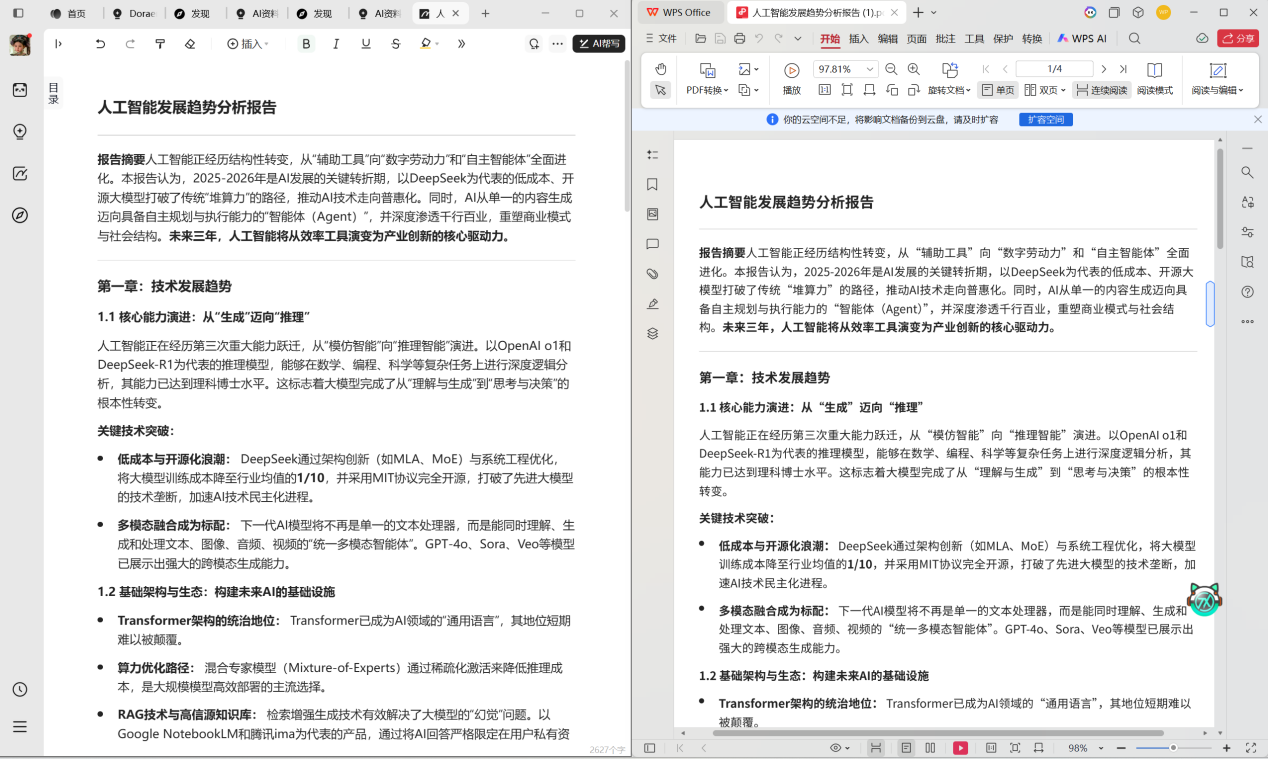 首页
Dorae
发现
AI资料
发现
AI资料
人
插入
B
I
U
S
AI帮写
目录
人工智能发展趋势分析报告
报告摘要人工智能正经历结构性转变，从“辅助工具”向“数字劳动力”和“自主智能体”全面进
化。本报告认为，2025-2026年是AI发展的关键转折期，以DeepSeek为代表的低成本、开
源大模型打破了传统“堆算力”的路径，推动AI技术走向普惠化。同时，AI从单一的内容生成
迈向具备自主规划与执行能力的“智能体（Agent）”，并深度渗透千行百业，重塑商业模式
与社会结构。未来三年，人工智能将从效率工具演变为产业创新的核心驱动力。
第一章：技术发展趋势
1.1 核心能力演进：从“生成”迈向“推理”
人工智能正在经历第三次重大能力跃迁，从“模仿智能”向“推理智能”演进。以OpenAI o1和
DeepSeek-R1为代表的推理模型，能够在数学、编程、科学等复杂任务上进行深度逻辑分
析，其能力已达到理科博士水平。这标志着大模型完成了从“理解与生成”到“思考与决策”的
根本性转变。
关键技术突破：
低成本与开源化浪潮： DeepSeek通过架构创新（如MLA、MoE）与系统工程优化，
将大模型训练成本降至行业均值的1/10，并采用MIT协议完全开源，打破了先进大模型
的技术垄断，加速AI技术民主化进程。
多模态融合成为标配： 下一代AI模型将不再是单一的文本处理器，而是能同时理解、生
成和处理文本、图像、音频、视频的“统一多模态智能体”。GPT-4o、Sora、Veo等模型
已展示出强大的跨模态生成能力。
1.2 基础架构与生态：构建未来AI的基础设施
Transformer架构的统治地位： Transformer已成为AI领域的“通用语言”，其地位短期
难以被颠覆。
算力优化路径： 混合专家模型（Mixture-of-Experts）通过稀疏化激活来降低推理成
本，是大规模模型高效部署的主流选择。
RAG技术与高信源知识库： 检索增强生成技术有效解决了大模型的“幻觉”问题。以
Google NotebookLM和腾讯ima为代表的产品，通过将AI回答严格限定在用户私有资
2627个字
WPS Office
人工智能发展趋势分析报告 (1).p
文件
开始
插入
编辑
页面
批注
工具
保护
转换
WPS AI
分享
PDF转换
播放
97.81%
旋转文档
1/4
单页
双页
连续阅读
阅读模式
阅读与编辑
你的云空间不足，将影响文档备份到云盘，请及时扩容
扩容空间
人工智能发展趋势分析报告
报告摘要人工智能正经历结构性转变，从“辅助工具”向“数字劳动力”和“自主智能体”全面
进化。本报告认为，2025-2026年是AI发展的关键转折期，以DeepSeek为代表的低成本、开源大
模型打破了传统“堆算力”的路径，推动AI技术走向普惠化。同时，AI从单一的内容生成迈向具
备自主规划与执行能力的“智能体（Agent）”，并深度渗透千行百业，重塑商业模式与社会结
构。未来三年，人工智能将从效率工具演变为产业创新的核心驱动力。
第一章：技术发展趋势
1.1 核心能力演进：从“生成”迈向“推理”
人工智能正在经历第三次重大能力跃迁，从“模仿智能”向“推理智能”演进。以OpenAI o1和
DeepSeek-R1为代表的推理模型，能够在数学、编程、科学等复杂任务上进行深度逻辑分析，其
能力已达到理科博士水平。这标志着大模型完成了从“理解与生成”到“思考与决策”的根本性
转变。
关键技术突破：
低成本与开源化浪潮： DeepSeek通过架构创新（如MLA、MoE）与系统工程优化，将大模型
训练成本降至行业均值的1/10，并采用MIT协议完全开源，打破了先进大模型的技术垄断，加
速AI技术民主化进程。
多模态融合成为标配： 下一代AI模型将不再是单一的文本处理器，而是能同时理解、生成和
处理文本、图像、音频、视频的“统一多模态智能体”。GPT-4o、Sora、Veo等模型已展示出
强大的跨模态生成能力。
1.2 基础架构与生态：构建未来AI的基础设施
Transformer架构的统治地位： Transformer已成为AI领域的“通用语言”，其地位短期难以
被颠覆。
98%